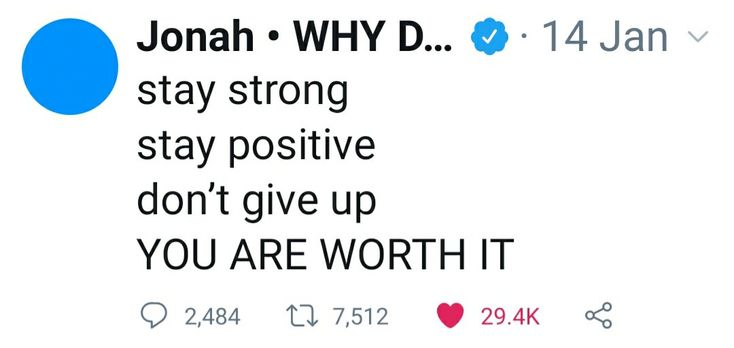 Jonah • WHY D... · 14 Jan
stay strong
stay positive
don’t give up
YOU ARE WORTH IT
2,484 7,512 29.4K